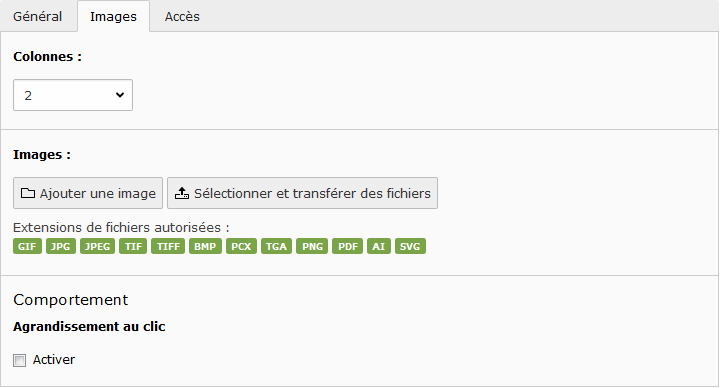 Général Images Accès
Colonnes :
2
Images :
Ajouter une image Sélectionner et transférer des fichiers
Extensions de fichiers autorisées :
GIF JPG JPEG TIF TIFF BMP PCX TGA PNG PDF AI SVG
Comportement
Agrandissement au clic
Activer